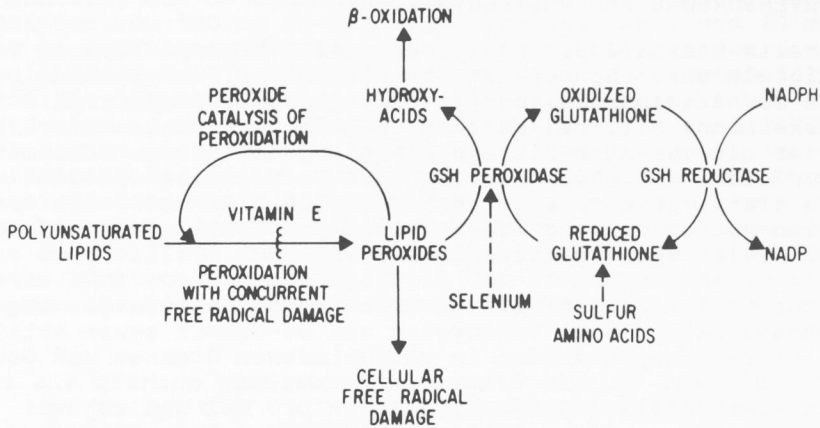 β-OXIDATION
PEROXIDE
CATALYSIS OF
PEROXIDATION
HYDROXY-
ACIDS
OXIDIZED
GLUTATHIONE
NADPH
GSH PEROXIDASE
GSH REDUCTASE
POLYUNSATURATED
LIPIDS
VITAMIN E
LIPID
PEROXIDES
REDUCED
GLUTATHIONE
NADP
PEROXIDATION
WITH CONCURRENT
FREE RADICAL DAMAGE
SELENIUM
SULFUR
AMINO ACIDS
CELLULAR
FREE RADICAL
DAMAGE